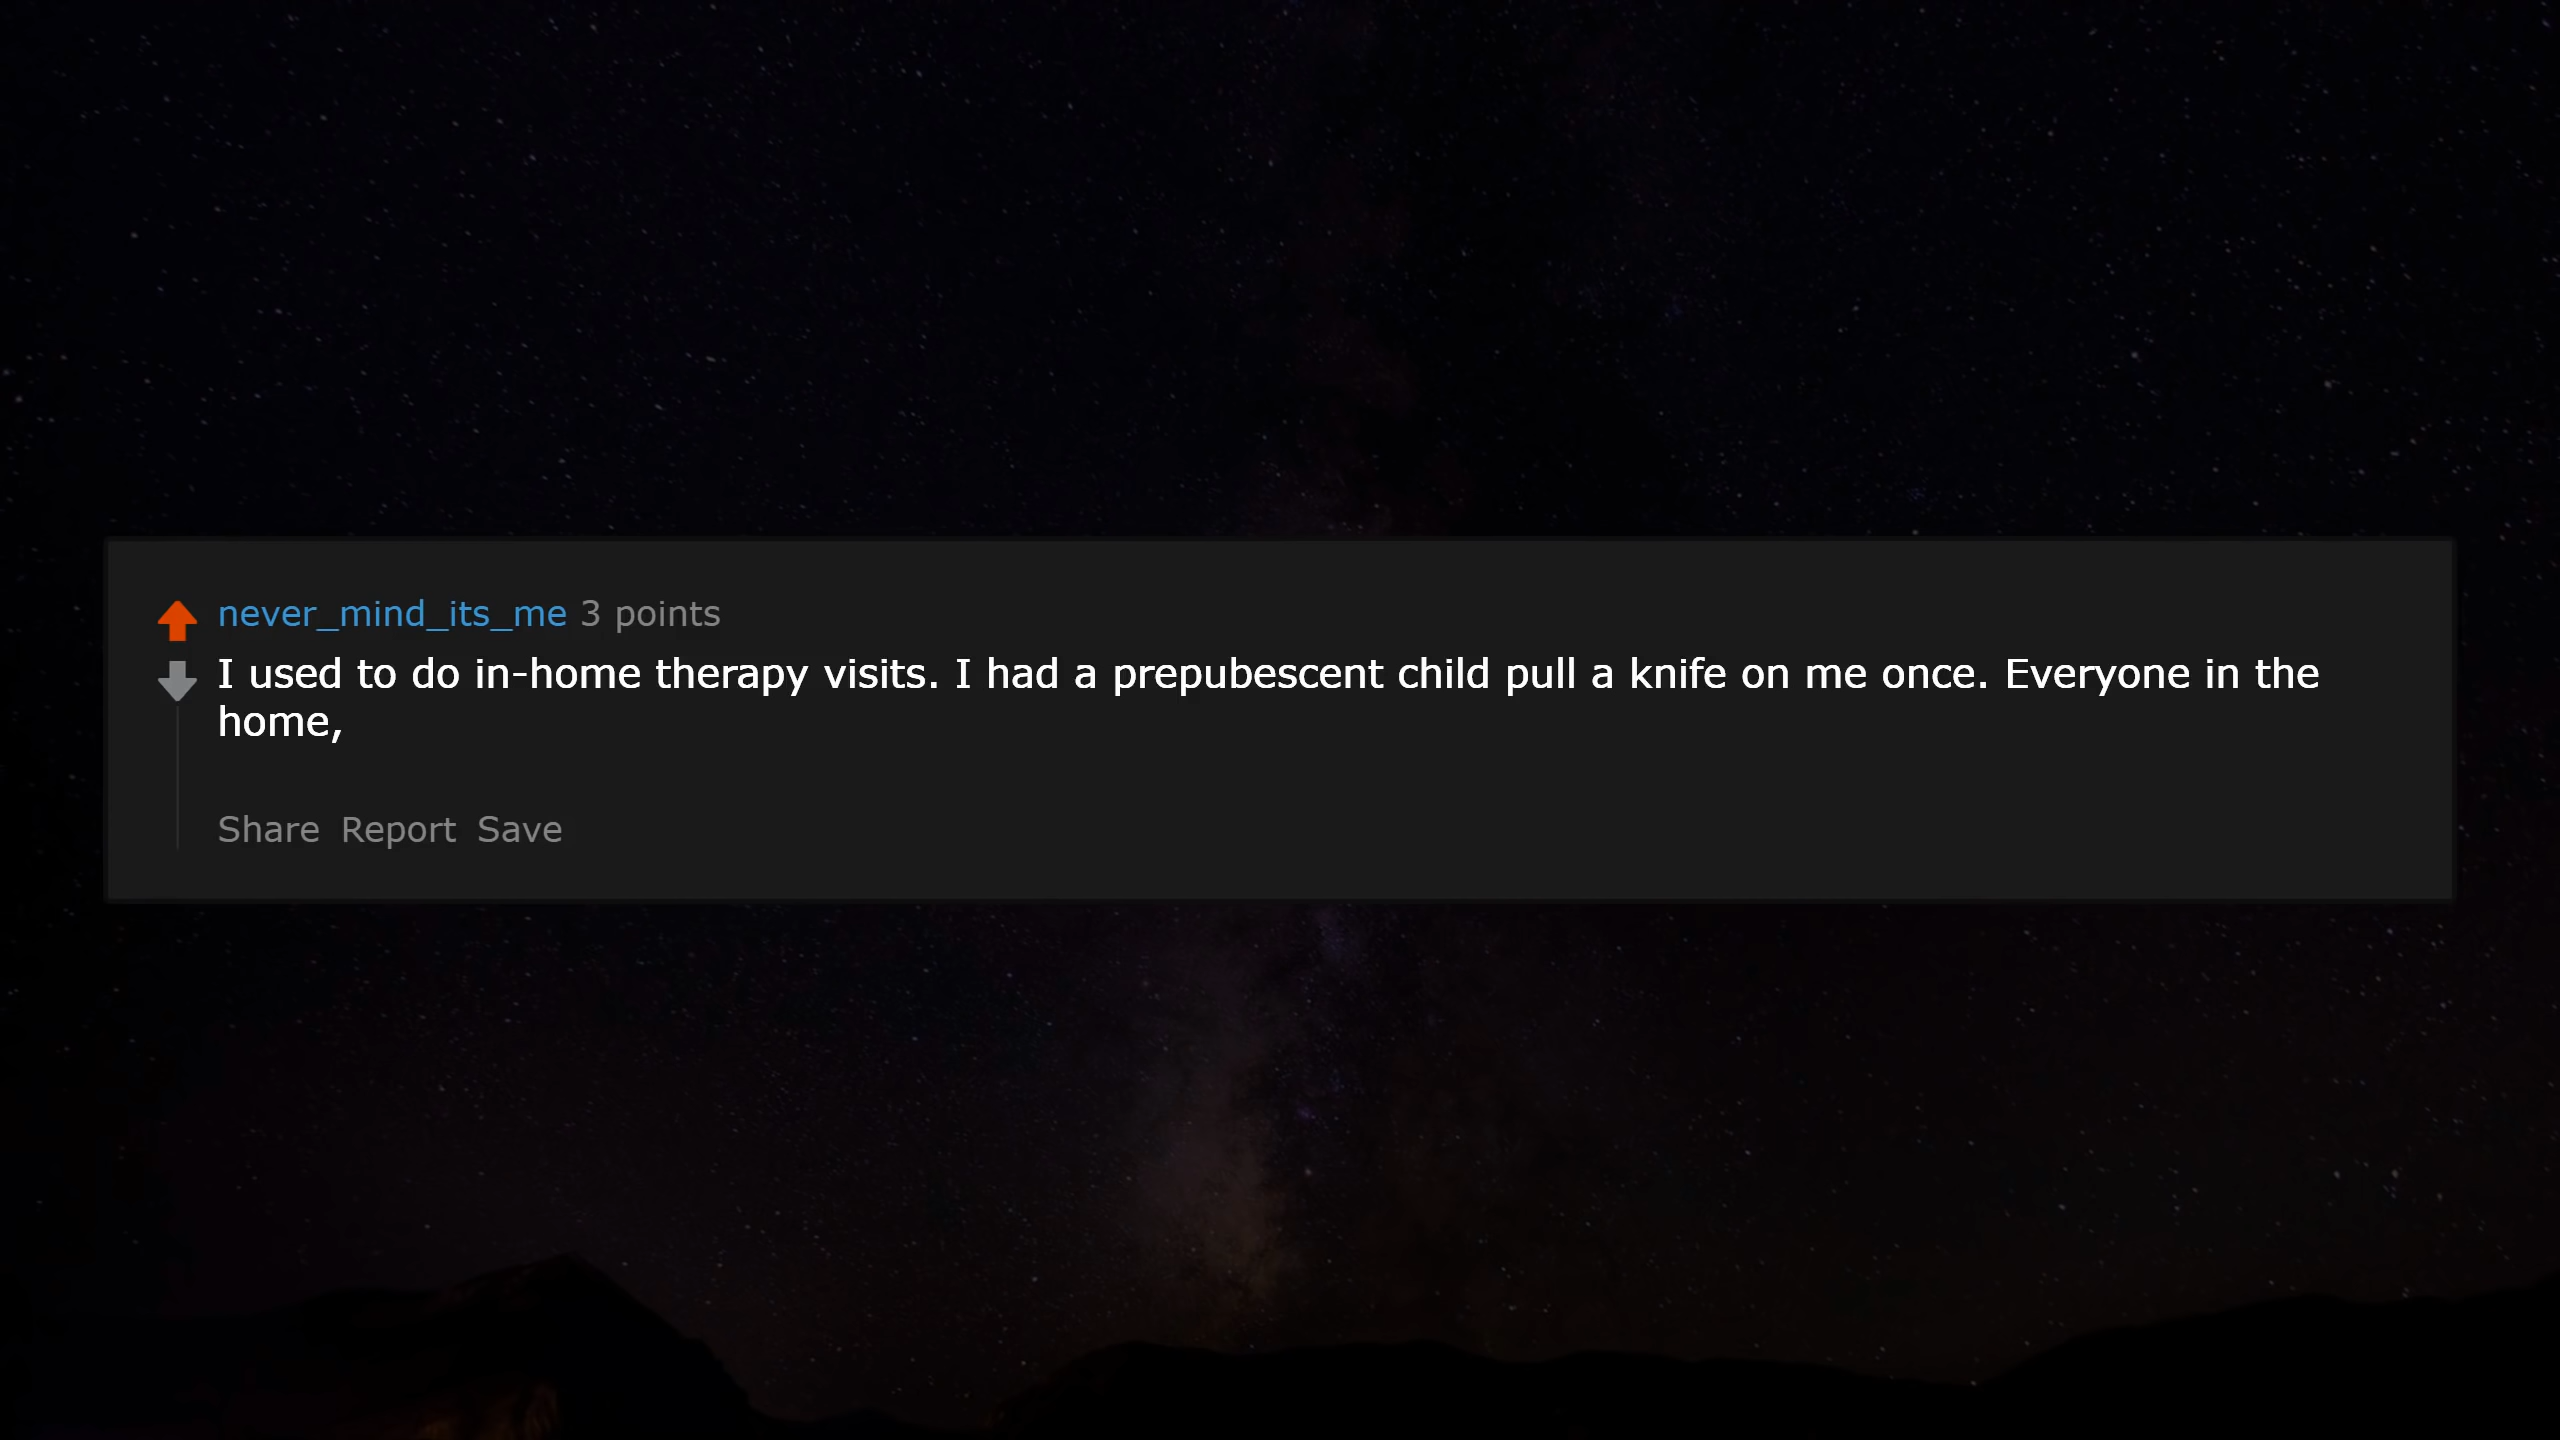 never_mind_its_me 3 points
I used to do in-home therapy visits. I had a prepubescent child pull a knife on me once. Everyone in the
home,
Share Report Save